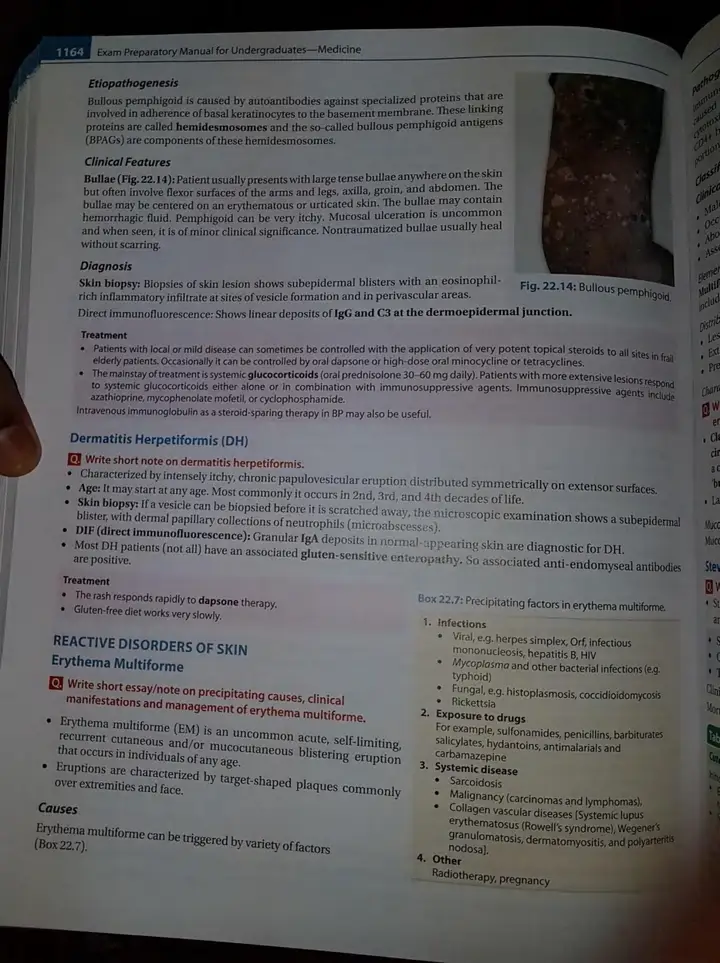 1164 Exam Preparatory Manual for Undergraduates—Medicine
Etiopathogenesis
Bullous pemphigoid is caused by autoantibodies against specialized proteins that are
involved in adherence of basal keratinocytes to the basement membrane. These linking
proteins are called hemidesmosomes and the so-called bullous pemphigoid antigens
(BPAGs) are components of these hemidesmosomes.
Clinical Features
Bullae (Fig. 22.14): Patient usually presents with large tense bullae anywhere on the skin
but often involve flexor surfaces of the arms and legs, axilla, groin, and abdomen. The
bullae may be centered on an erythematous or urticated skin. The bullae may contain
hemorrhagic fluid. Pemphigoid can be very itchy. Mucosal ulceration is uncommon
and when seen, it is of minor clinical significance. Nontraumatized bullae usually heal
without scarring.
Fig. 22.14: Bullous pemphigoid.
Diagnosis
Skin biopsy: Biopsies of skin lesion shows subepidermal blisters with an eosinophil-
rich inflammatory infiltrate at sites of vesicle formation and in perivascular areas.
Direct immunofluorescence: Shows linear deposits of IgG and C3 at the dermoepidermal junction.
Treatment
• Patients with local or mild disease can sometimes be controlled with the application of very potent topical steroids to all sites in frail
elderly patients. Occasionally it can be controlled by oral dapsone or high-dose oral minocycline or tetracyclines.
• The mainstay of treatment is systemic glucocorticoids (oral prednisolone 30–60 mg daily). Patients with more extensive lesions respond
to systemic glucocorticoids either alone or in combination with immunosuppressive agents. Immunosuppressive agents include
azathioprine, mycophenolate mofetil, or cyclophosphamide.
Intravenous immunoglobulin as a steroid-sparing therapy in BP may also be useful.
Dermatitis Herpetiformis (DH)
Q. Write short note on dermatitis herpetiformis.
• Characterized by intensely itchy, chronic papulovesicular eruption distributed symmetrically on extensor surfaces.
• Age: It may start at any age. Most commonly it occurs in 2nd, 3rd, and 4th decades of life.
• Skin biopsy: If a vesicle can be biopsied before it is scratched away, the microscopic examination shows a subepidermal
blister, with dermal papillary collections of neutrophils (microabscesses).
• DIF (direct immunofluorescence): Granular IgA deposits in normal-appearing skin are diagnostic for DH.
• Most DH patients (not all) have an associated gluten-sensitive enteropathy. So associated anti-endomyseal antibodies
are positive.
Treatment
• The rash responds rapidly to dapsone therapy.
• Gluten-free diet works very slowly.
REACTIVE DISORDERS OF SKIN
Erythema Multiforme
Q. Write short essay/note on precipitating causes, clinical
manifestations and management of erythema multiforme.
• Erythema multiforme (EM) is an uncommon acute, self-limiting,
recurrent cutaneous and/or mucocutaneous blistering eruption
that occurs in individuals of any age.
• Eruptions are characterized by target-shaped plaques commonly
over extremities and face.
Causes
Erythema multiforme can be triggered by variety of factors
(Box 22.7).
Box 22.7: Precipitating factors in erythema multiforme.
1. Infections
• Viral, e.g. herpes simplex, Orf, infectious
mononucleosis, hepatitis B, HIV
• Mycoplasma and other bacterial infections (e.g.
typhoid)
• Fungal, e.g. histoplasmosis, coccidioidomycosis
• Rickettsia
2. Exposure to drugs
For example, sulfonamides, penicillins, barbiturates
salicylates, hydantoins, antimalarials and
carbamazepine
3. Systemic disease
• Sarcoidosis
• Malignancy (carcinomas and lymphomas),
• Collagen vascular diseases [Systemic lupus
erythematosus (Rowell's syndrome), Wegener's
granulomatosis, dermatomyositis, and polyarteritis
nodosa].
4. Other
Radiotherapy, pregnancy